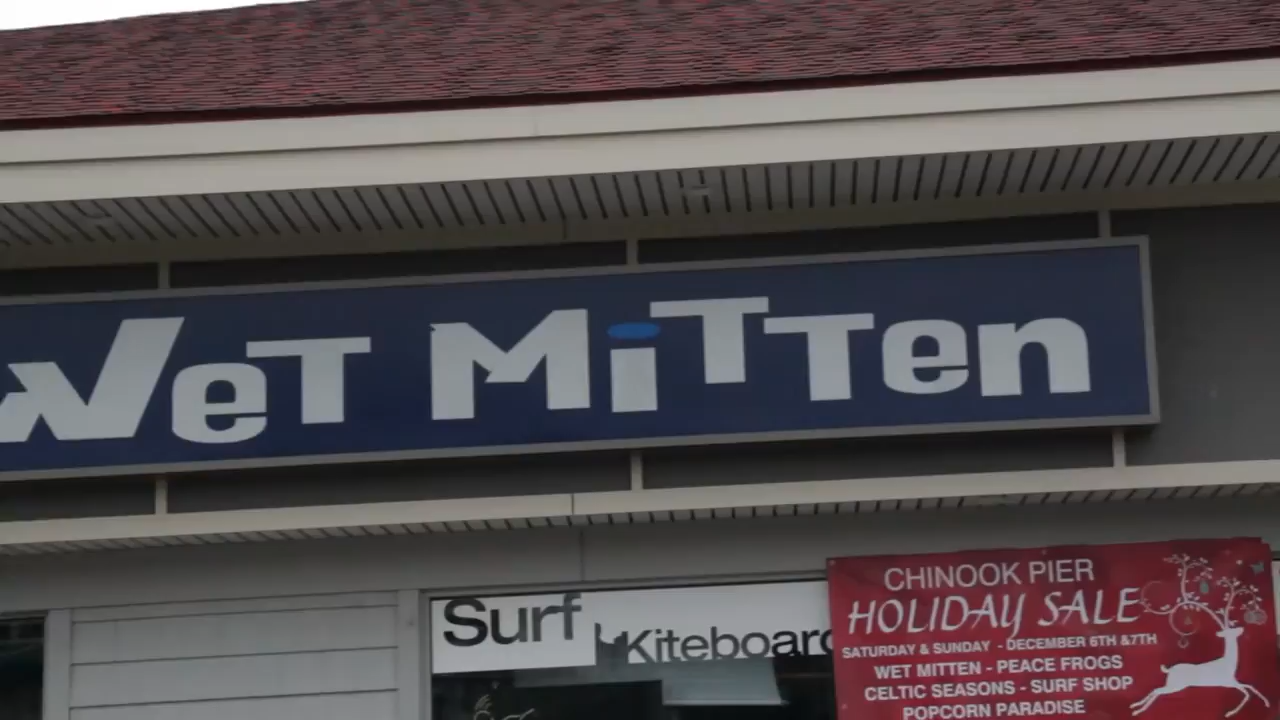 Wet Mitten
Surf
Kiteboard
CHINOOK PIER
HOLIDAY SALE
SATURDAY & SUNDAY - DECEMBER 6TH &7TH
WET MITTEN - PEACE FROGS
CELTIC SEASONS - SURF SHOP
POPCORN PARADISE